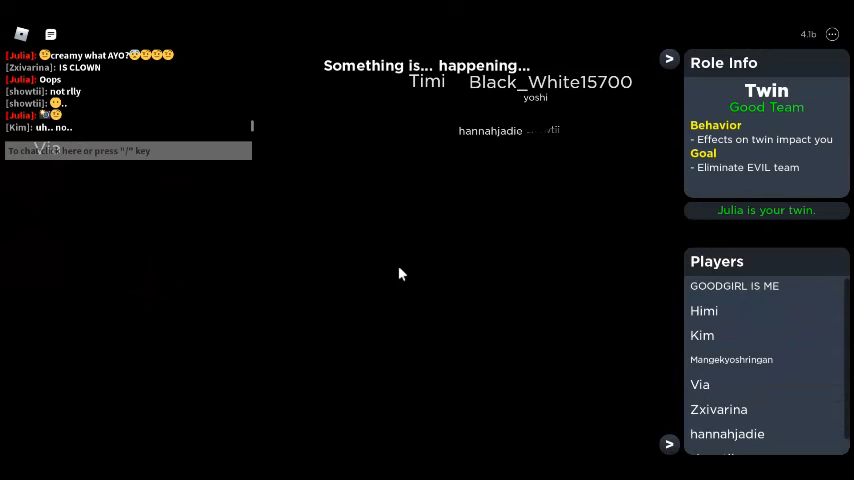 4.1b
[Julia]: creamy what AYO?
[Zxivarina]: IS CLOWN
[Julia]: Oops
[showtii]: not rlly
[showtii]: ..
[Julia]:
[Kim]: uh.. no..
To chat click here or press "/" key
Via
Something is... happening...
Timi
Black_White15700
yoshi
hannahjadie
Role Info
Twin
Good Team
Behavior
- Effects on twin impact you
Goal
- Eliminate EVIL team
Julia is your twin.
Players
GOODGIRL IS ME
Himi
Kim
Mangekyoshringan
Via
Zxivarina
hannahjadie